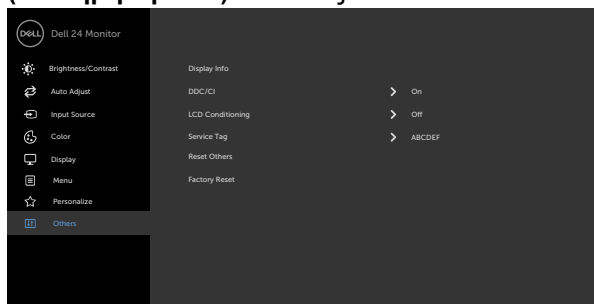 DELL Dell 24 Monitor
Brightness/Contrast Display Info
Auto Adjust DDC/CI On
Input Source LCD Conditioning Off
Color Service Tag ABCDEF
Display Reset Others
Menu Factory Reset
Personalize
Others